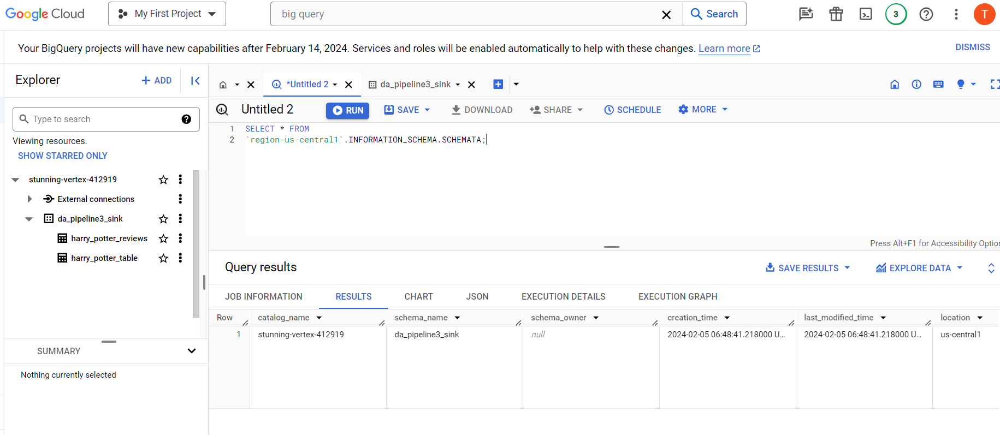 Google Cloud
My First Project
big query
Search
3
T
Your BigQuery projects will have new capabilities after February 14, 2024. Services and roles will be enabled automatically to help with these changes. Learn more
DISMISS
Explorer
ADD
Type to search
Viewing resources.
SHOW STARRED ONLY
stunning-vertex-412919
External connections
da_pipeline3_sink
harry_potter_reviews
harry_potter_table
SUMMARY
Nothing currently selected
*Untitled 2
da_pipeline3_sink
Untitled 2
RUN
SAVE
DOWNLOAD
SHARE
SCHEDULE
MORE
1 SELECT * FROM
2 `region-us-central1`.INFORMATION_SCHEMA.SCHEMATA;
Press Alt+F1 for Accessibility Option
Query results
SAVE RESULTS
EXPLORE DATA
JOB INFORMATION
RESULTS
CHART
JSON
EXECUTION DETAILS
EXECUTION GRAPH
Row catalog_name schema_name schema_owner creation_time last_modified_time location
1 stunning-vertex-412919 da_pipeline3_sink null 2024-02-05 06:48:41.218000 U... 2024-02-05 06:48:41.218000 U... us-central1